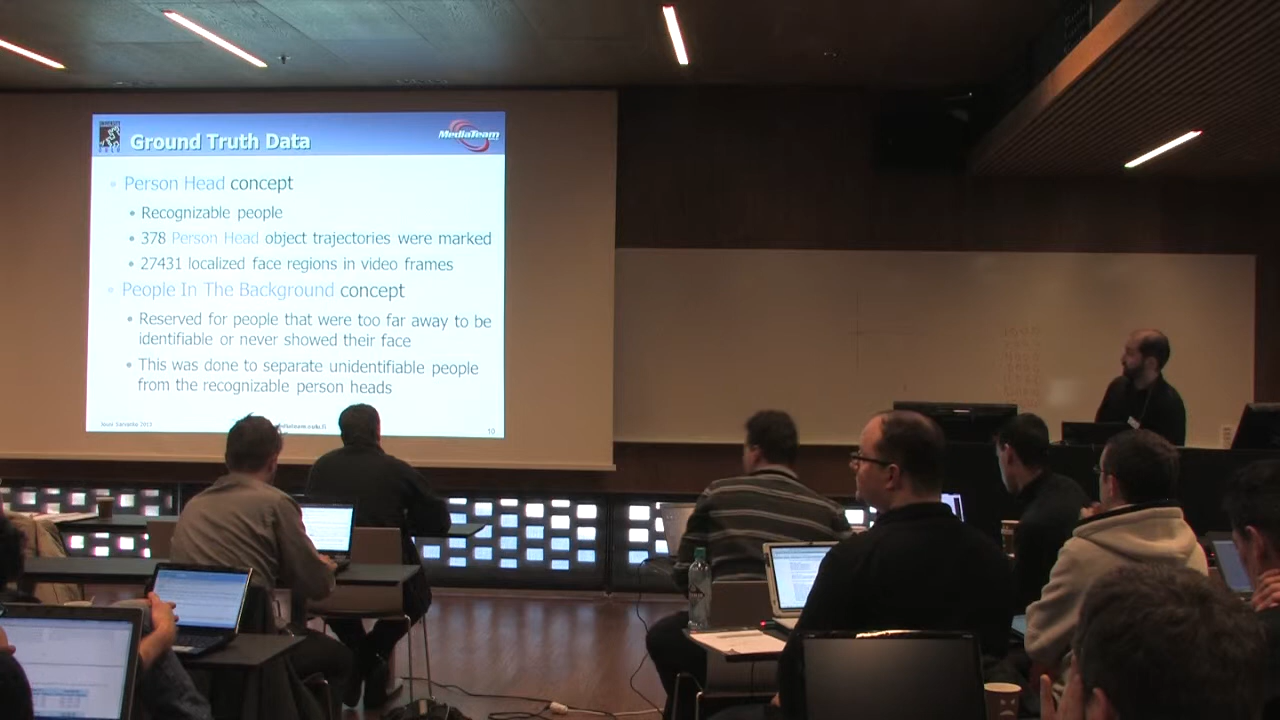 UNIVERSITY
OULU
Ground Truth Data
MediaTeam
Person Head concept
Recognizable people
378 Person Head object trajectories were marked
27431 localized face regions in video frames
People In The Background concept
Reserved for people that were too far away to be
identifiable or never showed their face
This was done to separate unidentifiable people
from the recognizable person heads
10